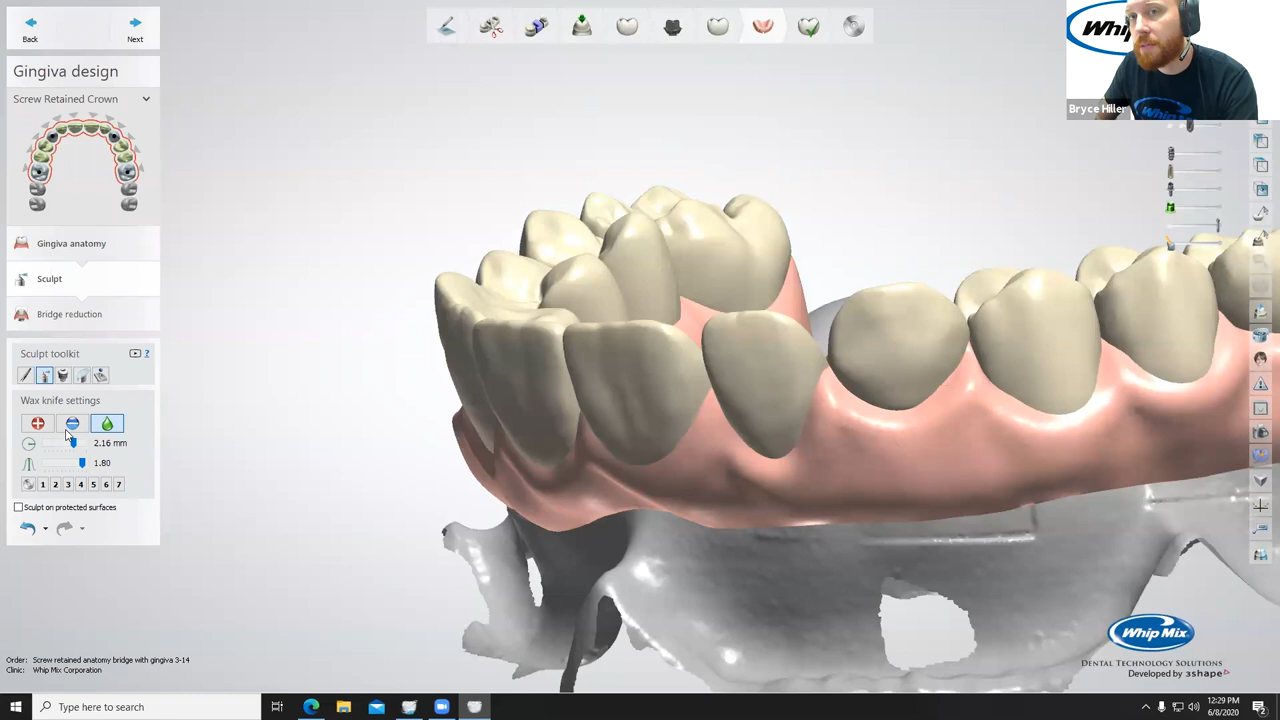 Back
Next
Gingiva design
Screw Retained Crown
Gingiva anatomy
Sculpt
Bridge reduction
Sculpt toolkit
?
Wax knife settings
2.16 mm
1.80
1 2 3 4 5 6 7
Sculpt on protected surfaces
Order: Screw retained anatomy bridge with gingiva 3-14
Clinic: Whip Mix Corporation
Whip
Bryce Hiller
Whip Mix
DENTAL TECHNOLOGY SOLUTIONS
Developed by 3shape
Type here to search
12:29 PM
6/8/2020
2